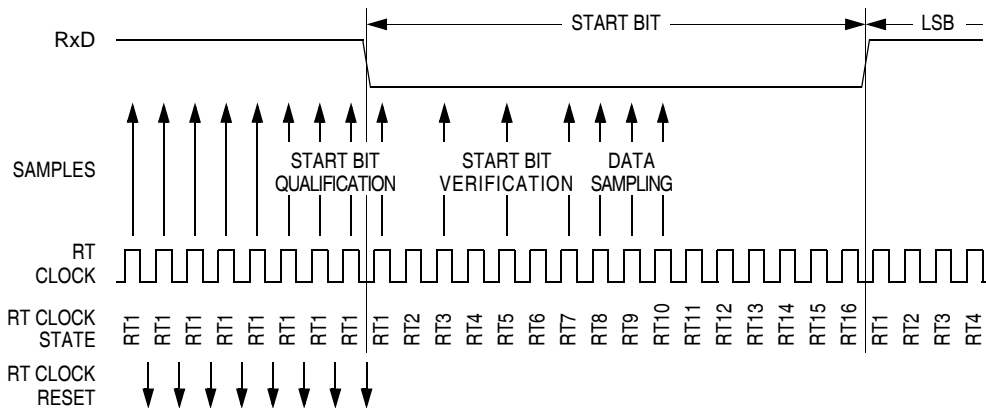 START BIT
LSB
RxD
SAMPLES
START BIT
QUALIFICATION
START BIT
VERIFICATION
DATA
SAMPLING
RT
CLOCK
RT CLOCK
STATE
RT1 RT1 RT1 RT1 RT1 RT1 RT1 RT1 RT1 RT2 RT3 RT4 RT5 RT6 RT7 RT8 RT9 RT10 RT11 RT12 RT13 RT14 RT15 RT16 RT1 RT2 RT3 RT4
RT CLOCK
RESET